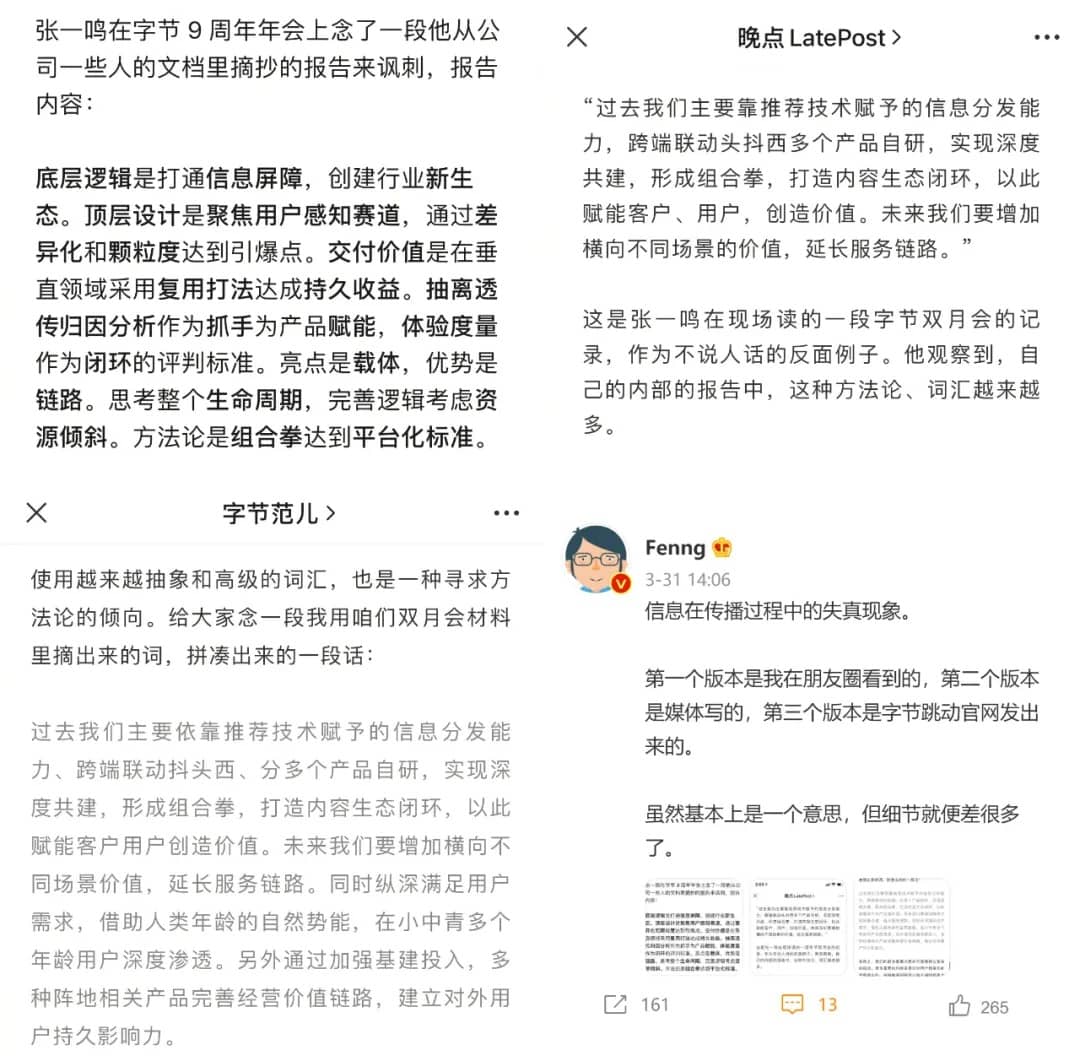 张一鸣在字节 9 周年年会上念了一段他从公
司一些人的文档里摘抄的报告来讽刺，报告
内容：
底层逻辑是打通信息屏障，创建行业新生
态。顶层设计是聚焦用户感知赛道，通过差
异化和颗粒度达到引爆点。交付价值是在垂
直领域采用复用打法达成持久收益。抽离透
传归因分析作为抓手为产品赋能，体验度量
作为闭环的评判标准。亮点是载体，优势是
链路。思考整个生命周期，完善逻辑考虑资
源倾斜。方法论是组合拳达到平台化标准。
晚点 LatePost
“过去我们主要靠推荐技术赋予的信息分发能
力，跨端联动头抖西多个产品自研，实现深度
共建，形成组合拳，打造内容生态闭环，以此
赋能客户、用户，创造价值。未来我们要增加
横向不同场景的价值，延长服务链路。”
这是张一鸣在现场读的一段字节双月会的记
录，作为不说人话的反面例子。他观察到，自
己的内部的报告中，这种方法论、词汇越来越
多。
字节范儿
使用越来越抽象和高级的词汇，也是一种寻求方
法论的倾向。给大家念一段我用咱们双月会材料
里摘出来的词，拼凑出来的一段话：
过去我们主要依靠推荐技术赋予的信息分发能
力、跨端联动抖头西、分多个产品自研，实现深
度共建，形成组合拳，打造内容生态闭环，以此
赋能客户用户创造价值。未来我们要增加横向不
同场景价值，延长服务链路。同时纵深满足用户
需求，借助人类年龄的自然势能，在小中青多个
年龄用户深度渗透。另外通过加强基建投入，多
种阵地相关产品完善经营价值链路，建立对外用
户持久影响力。
Fenng
3-31 14:06
信息在传播过程中的失真现象。
第一个版本是我在朋友圈看到的，第二个版本
是媒体写的，第三个版本是字节跳动官网发出
来的。
虽然基本上是一个意思，但细节就便差很多
了。
161
13
265